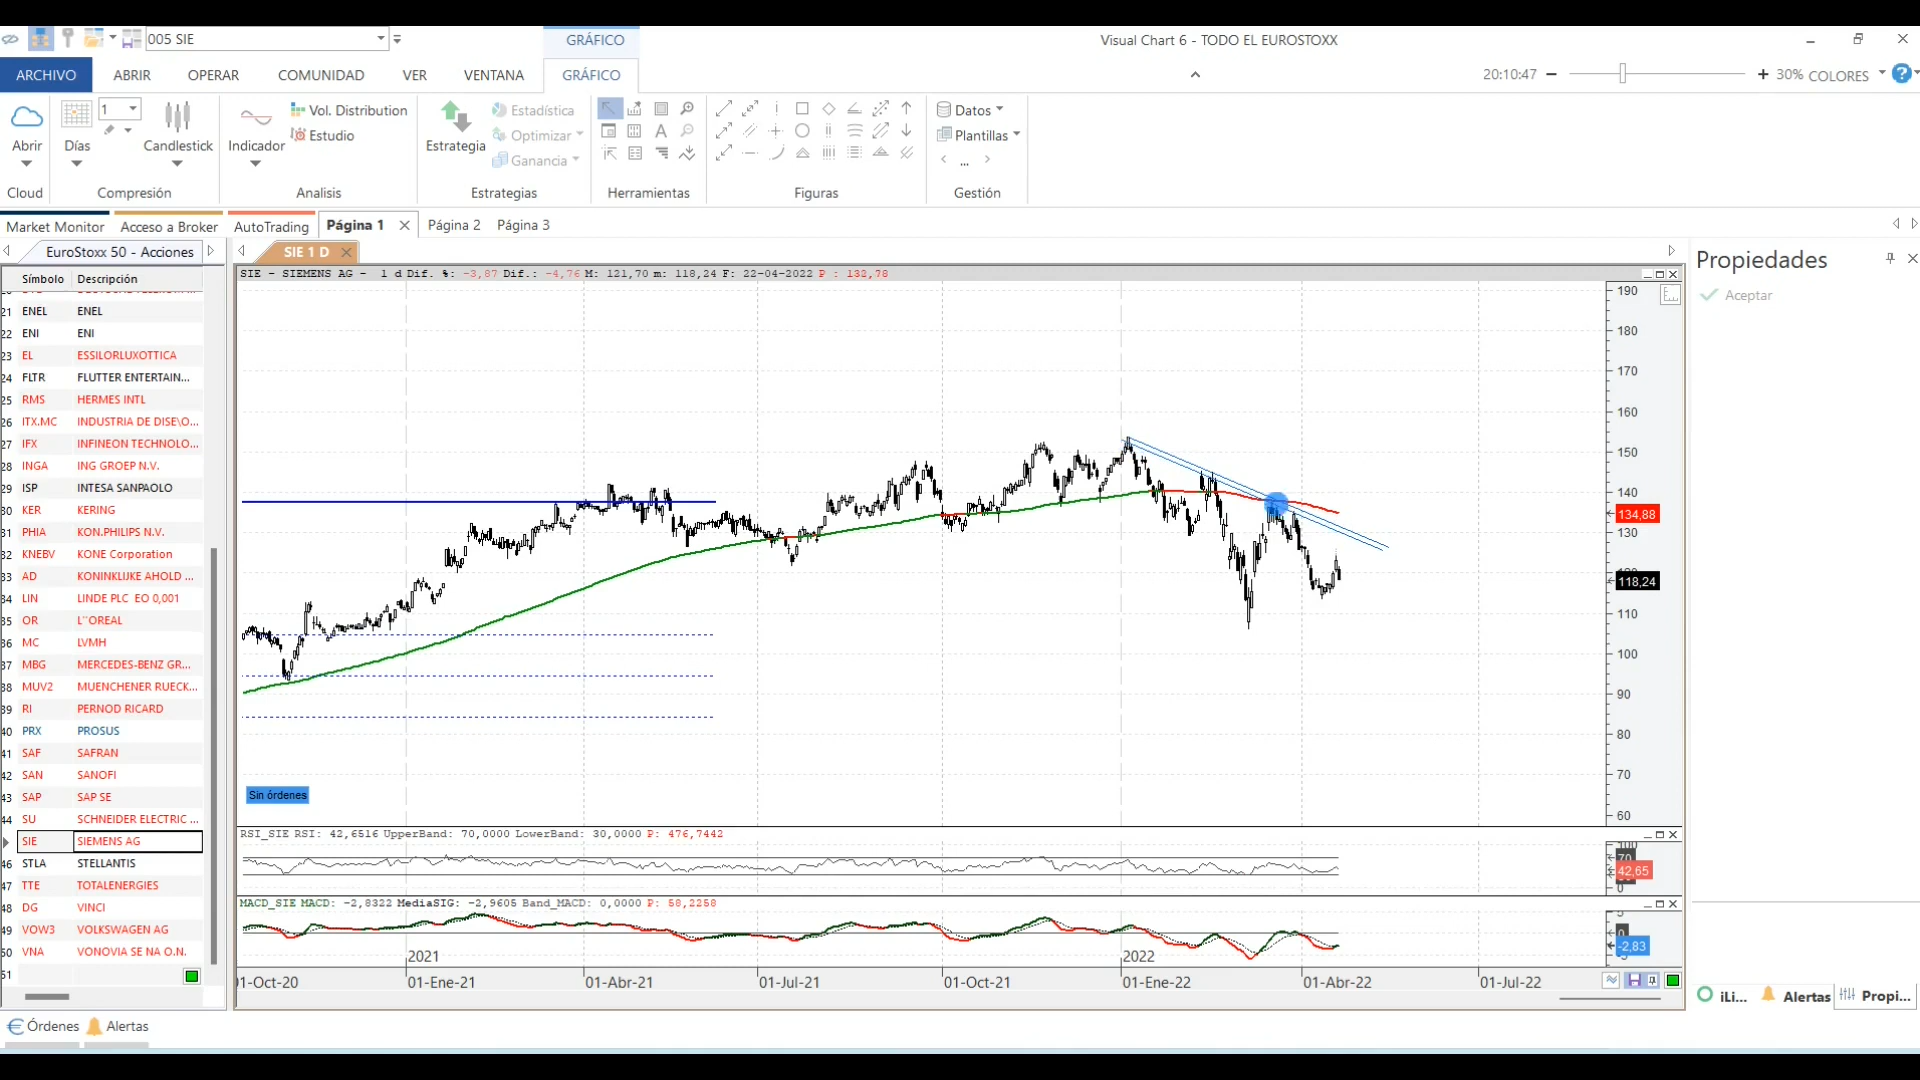 005 SIE
GRÁFICO
Visual Chart 6 - TODO EL EUROSTOXX
ARCHIVO ABRIR OPERAR COMUNIDAD VER VENTANA GRÁFICO
20:10:47 30% COLORES
1
Vol. Distribution
Estudio
Estadística
Optimizar
Ganancia
Datos
Plantillas
Abrir Días Candlestick Indicador Estrategia
Cloud Compresión Analisis Estrategias Herramientas Figuras Gestión
Market Monitor Acceso a Broker AutoTrading Página 1 Página 2 Página 3
EuroStoxx 50 - Acciones
SIE 1 D
Propiedades
Aceptar
SIE - SIEMENS AG - 1 d Dif. %: -3,87 Dif.: -4,76 M: 121,70 m: 118,24 F: 22-04-2022 P : 132,78
Símbolo Descripción
21 ENEL ENEL
22 ENI ENI
23 EL ESSILORLUXOTTICA
24 FLTR FLUTTER ENTERTAIN...
25 RMS HERMES INTL
26 ITX.MC INDUSTRIA DE DISE\O...
27 IFX INFINEON TECHNOLO...
28 INGA ING GROEP N.V.
29 ISP INTESA SANPAOLO
30 KER KERING
31 PHIA KON.PHILIPS N.V.
32 KNEBV KONE Corporation
33 AD KONINKLIJKE AHOLD ...
34 LIN LINDE PLC EO 0,001
35 OR L´´OREAL
36 MC LVMH
37 MBG MERCEDES-BENZ GR...
38 MUV2 MUENCHENER RUECK...
39 RI PERNOD RICARD
40 PRX PROSUS
41 SAF SAFRAN
42 SAN SANOFI
43 SAP SAP SE
44 SU SCHNEIDER ELECTRIC ...
SIE SIEMENS AG
46 STLA STELLANTIS
47 TTE TOTALENERGIES
48 DG VINCI
49 VOW3 VOLKSWAGEN AG
50 VNA VONOVIA SE NA O.N.
51
190
180
170
160
150
140
134,88
130
118,24
110
100
90
80
70
60
Sin órdenes
RSI_SIE RSI: 42,6516 UpperBand: 70,0000 LowerBand: 30,0000 P: 476,7442
100
70
42,65
0
MACD_SIE MACD: -2,8322 MediaSIG: -2,9605 Band_MACD: 0,0000 P: 58,2258
5
0
-2,83
2021 2022
01-Oct-20 01-Ene-21 01-Abr-21 01-Jul-21 01-Oct-21 01-Ene-22 01-Abr-22 01-Jul-22
iLi... Alertas Propi...
Órdenes Alertas